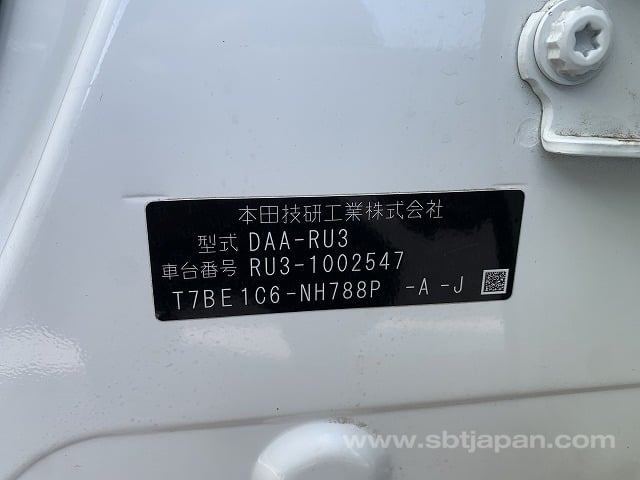 本田技研工業株式会社
型式 DAA-RU3
車台番号 RU3-1002547
T7BE1C6-NH788P -A-J
www.sbtjapan.com